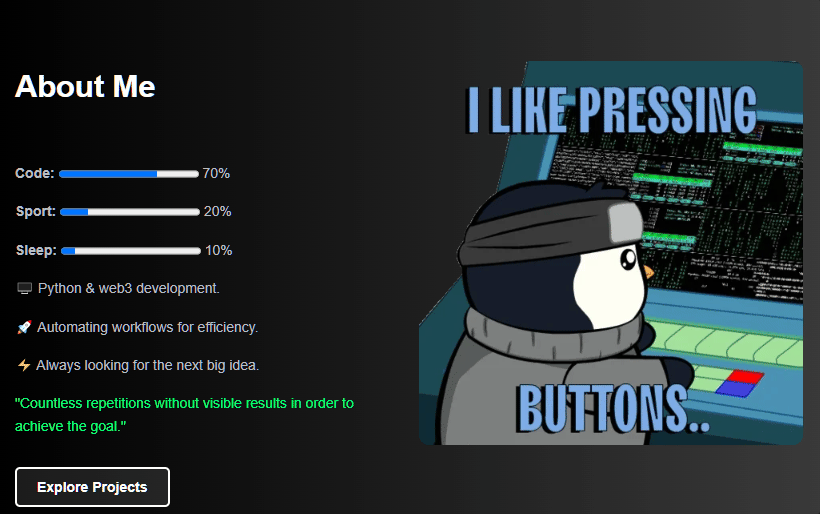 About Me
Code: 70%
Sport: 20%
Sleep: 10%
Python & web3 development.
Automating workflows for efficiency.
Always looking for the next big idea.
"Countless repetitions without visible results in order to
achieve the goal."
Explore Projects
I LIKE PRESSING
BUTTONS..